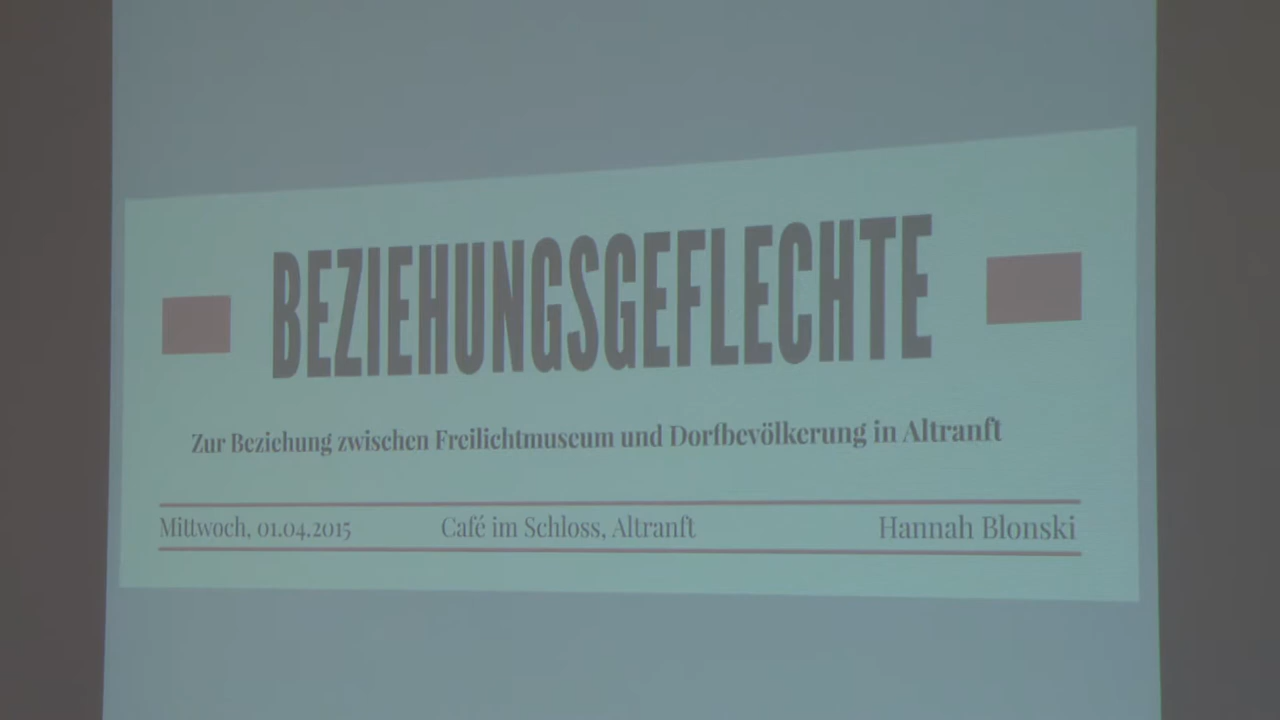 BEZIEHUNGSGEFLECHTE
Zur Beziehung zwischen Freilichtmuseum und Dorfbevölkerung in Altranft
Mittwoch, 01.04.2015 Café im Schloss, Altranft Hannah Blonski